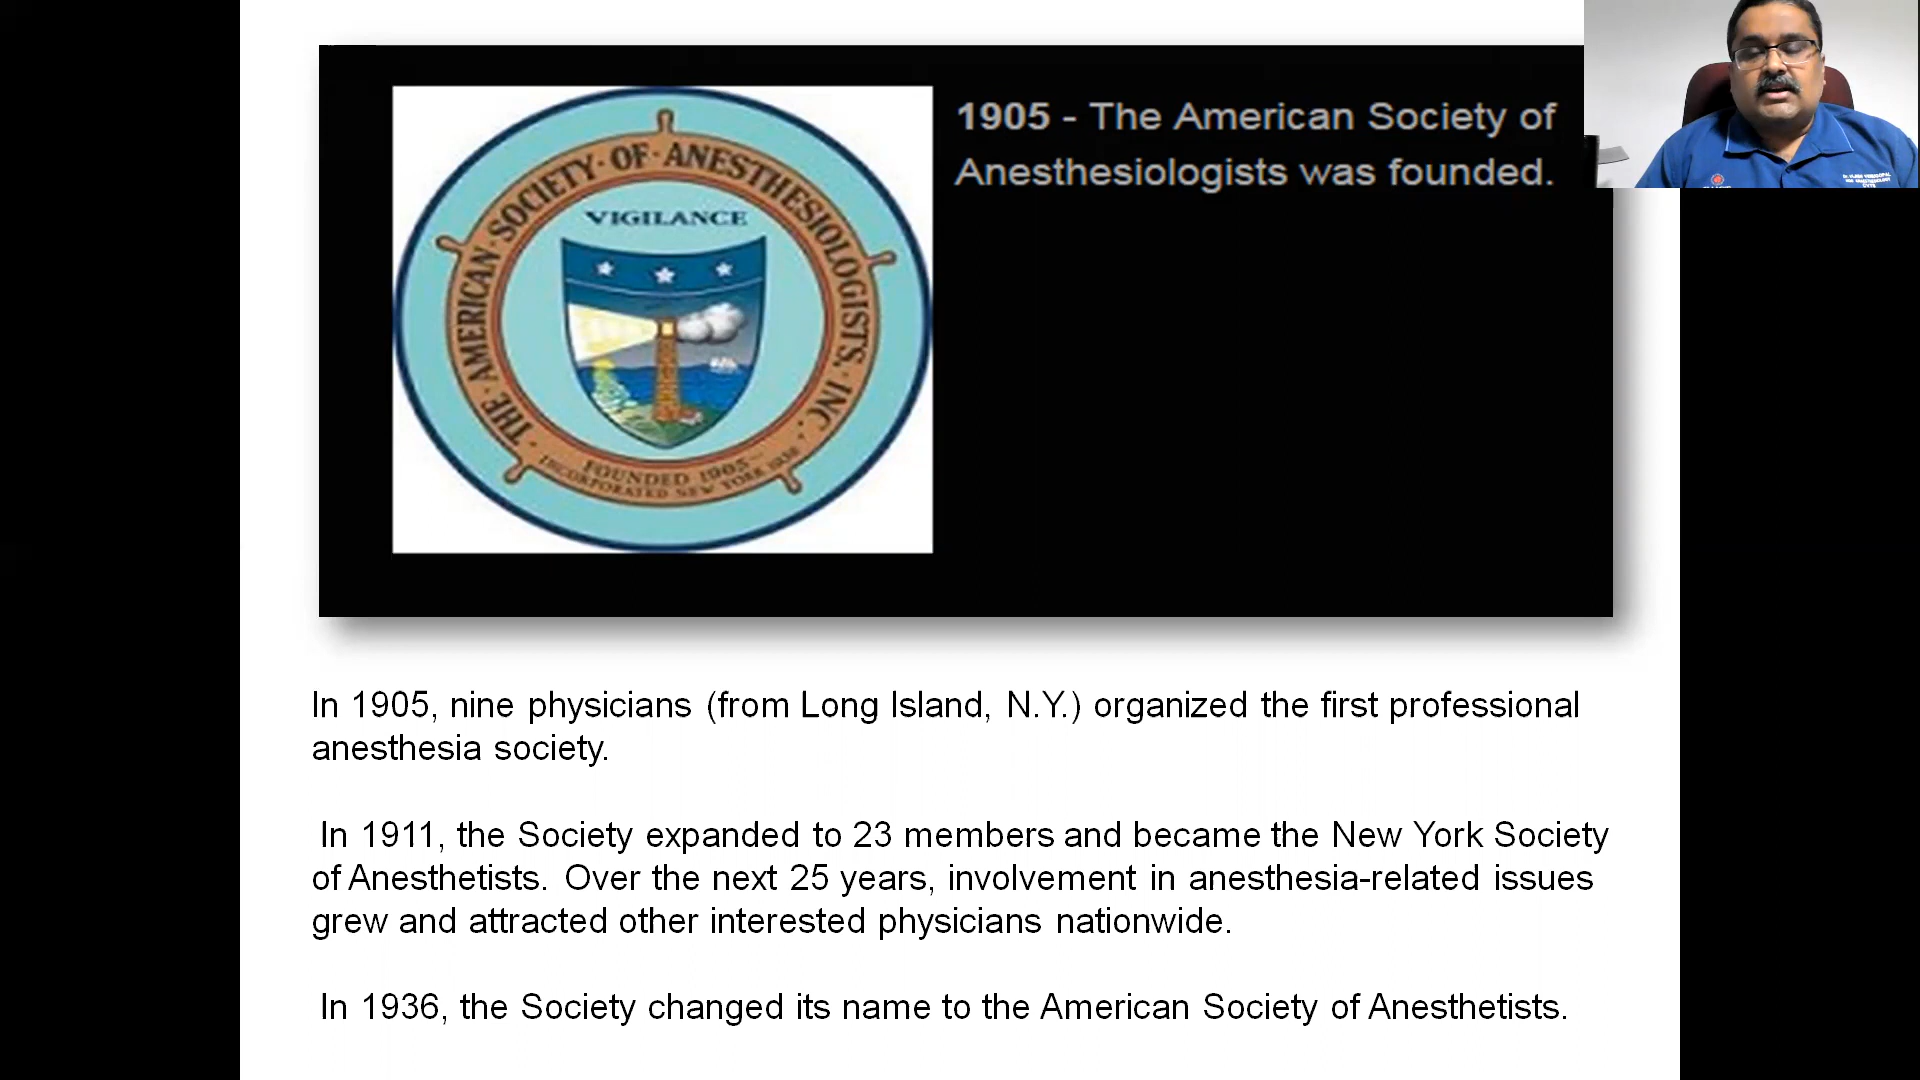 1905 - The American Society of
Anesthesiologists was founded.
THE · AMERICAN · SOCIETY · OF · ANESTHESIOLOGISTS, · INC.
VIGILANCE
FOUNDED 1905
INCORPORATED NEW YORK 1936
In 1905, nine physicians (from Long Island, N.Y.) organized the first professional
anesthesia society.
In 1911, the Society expanded to 23 members and became the New York Society
of Anesthetists. Over the next 25 years, involvement in anesthesia-related issues
grew and attracted other interested physicians nationwide.
In 1936, the Society changed its name to the American Society of Anesthetists.